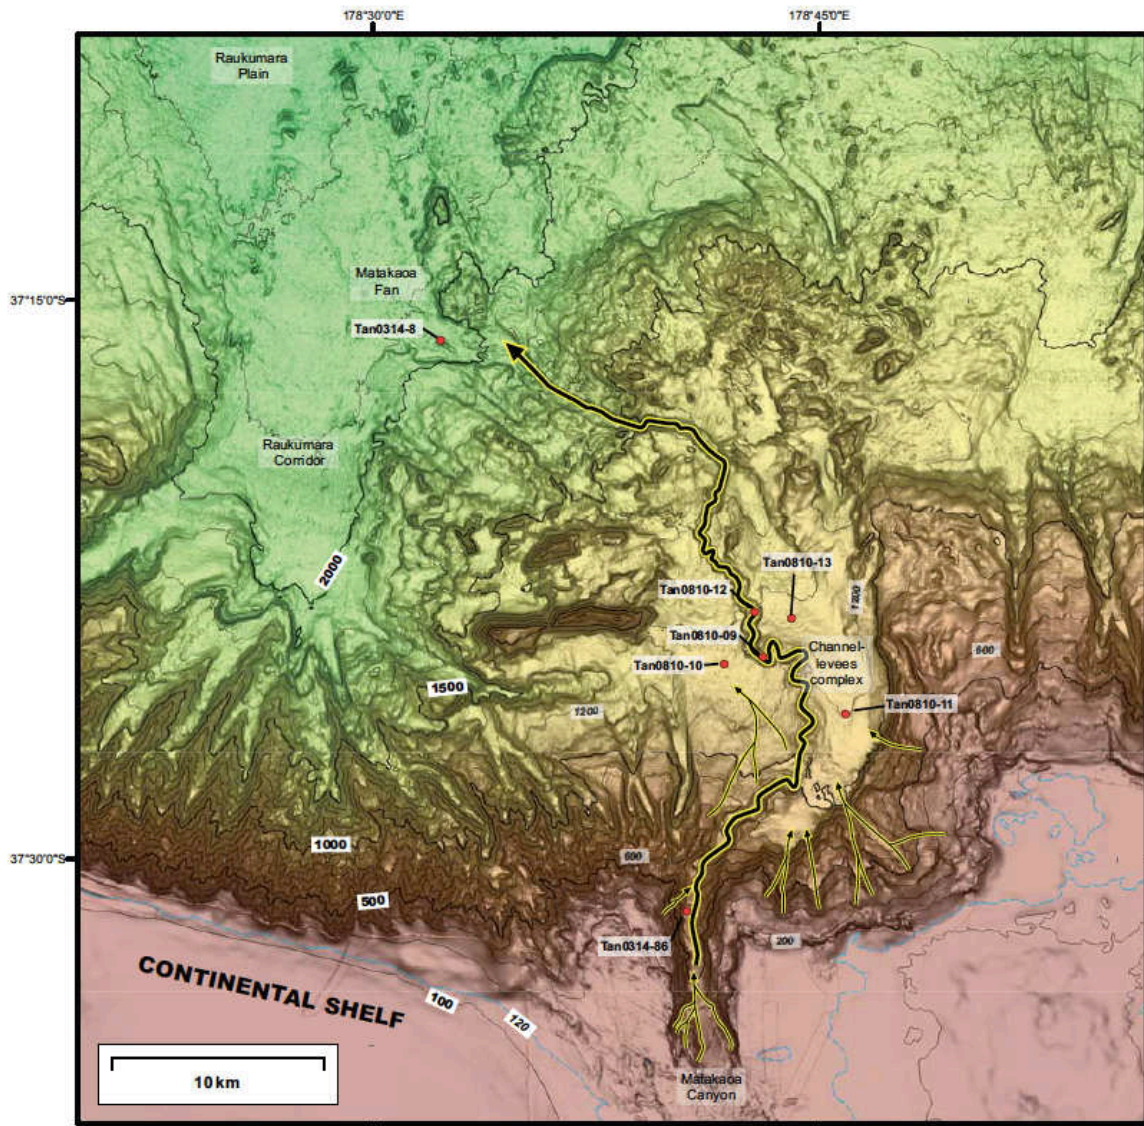 178°30'0"E
178°45'0"E
Raukumara
Plain
37°15'0"S
Matakaoa
Fan
Tan0314-8
Raukumara
Corridor
2000
Tan0810-13
Tan0810-12
1200
Tan0810-09
Channel-
levees
complex
600
Tan0810-10
1500
1200
Tan0810-11
1000
37°30'0"S
600
500
Tan0314-86
200
CONTINENTAL SHELF
100
120
10 km
Matakaoa
Canyon